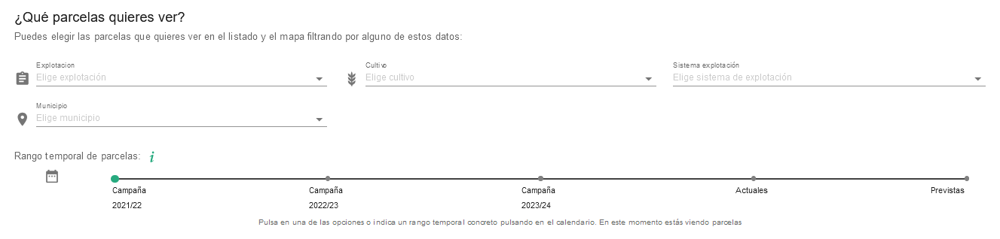 ¿Qué parcelas quieres ver?
Puedes elegir las parcelas que quieres ver en el listado y el mapa filtrando por alguno de estos datos:
Explotacion
Elige explotación
Cultivo
Elige cultivo
Sistema explotación
Elige sistema de explotación
Municipio
Elige municipio
Rango temporal de parcelas: i
Campaña
2021/22
Campaña
2022/23
Campaña
2023/24
Actuales
Previstas
Pulsa en una de las opciones o indica un rango temporal concreto pulsando en el calendario. En este momento estás viendo parcelas